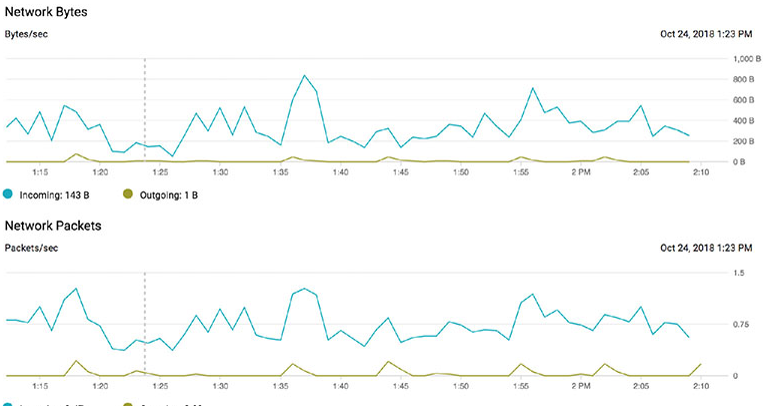 Network Bytes
Bytes/sec Oct 24, 2018 1:23 PM
1,000 B
800 B
600 B
400 B
200 B
0 B
1:15 1:20 1:25 1:30 1:35 1:40 1:45 1:50 1:55 2 PM 2:05 2:10
Incoming: 143 B Outgoing: 1 B
Network Packets
Packets/sec Oct 24, 2018 1:23 PM
1.5
0.75
0
1:15 1:20 1:25 1:30 1:35 1:40 1:45 1:50 1:55 2 PM 2:05 2:10